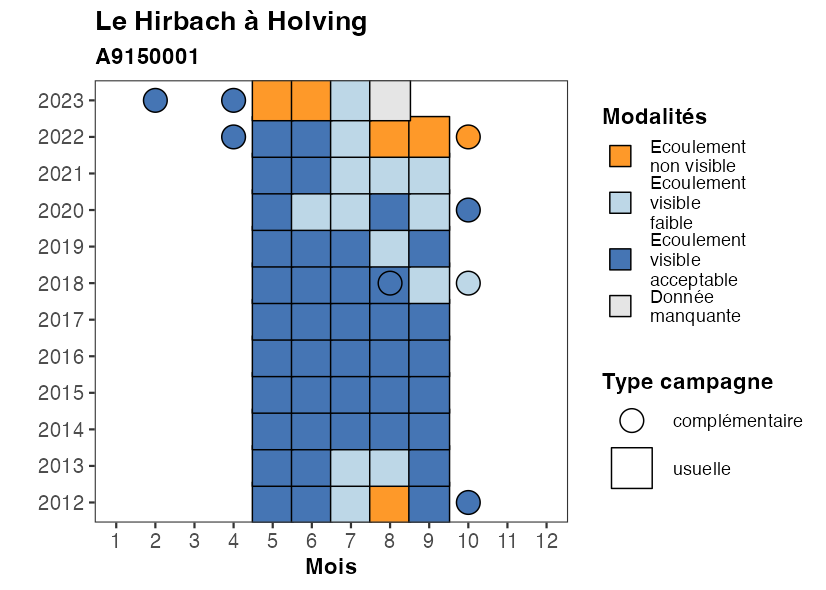 Le Hirbach à Holving
A9150001
2023
2022
2021
2020
2019
2018
2017
2016
2015
2014
2013
2012
1 2 3 4 5 6 7 8 9 10 11 12
Mois
Modalités
Ecoulement
non visible
Ecoulement
visible
faible
Ecoulement
visible
acceptable
Donnée
manquante
Type campagne
complémentaire
usuelle